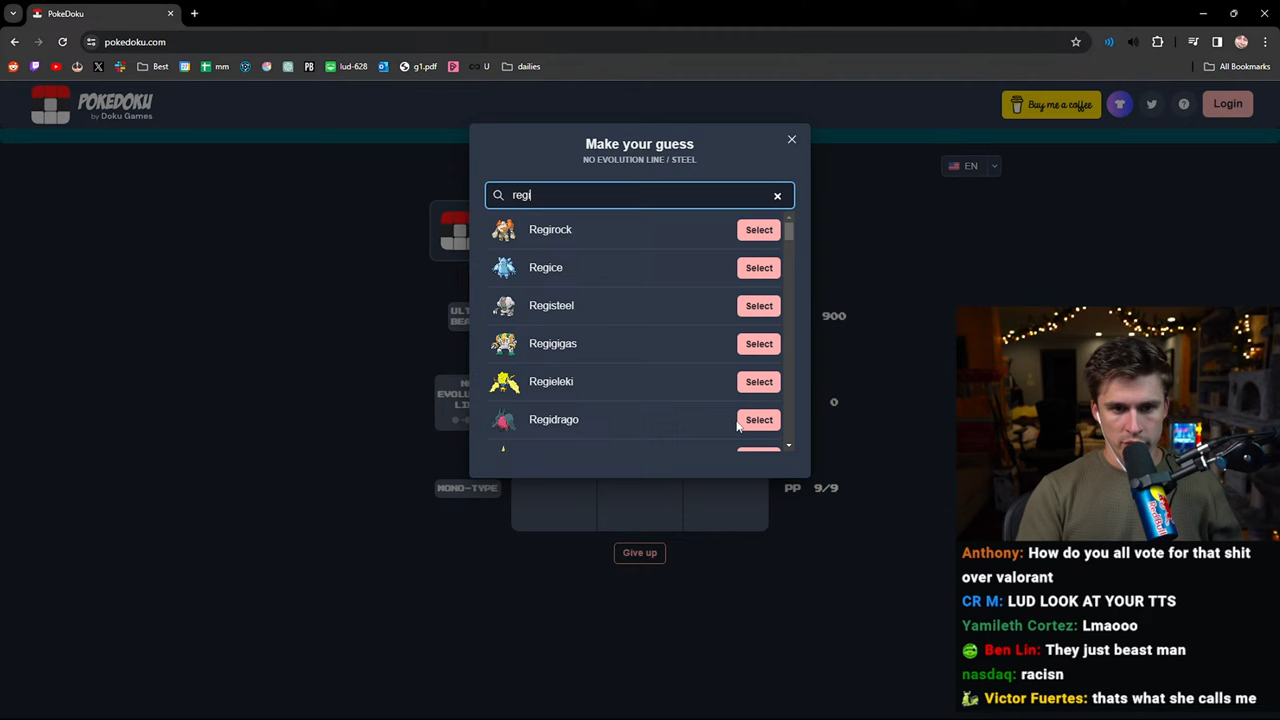 PokeDoku
pokedoku.com
Best
mm
lud-628
g1.pdf
U
dailies
All Bookmarks
POKEDOKU
by Doku Games
Buy me a coffee
Login
EN
Make your guess
NO EVOLUTION LINE / STEEL
regi
Regirock
Select
Regice
Select
Registeel
Select
Regigigas
Select
Regieleki
Select
Regidrago
Select
900
0
MONO-TYPE
PP 9/9
Give up
Anthony: How do you all vote for that shit
over valorant
CR M: LUD LOOK AT YOUR TTS
Yamileth Cortez: Lmaooo
Ben Lin: They just beast man
nasdaq: racisn
Victor Fuertes: thats what she calls me